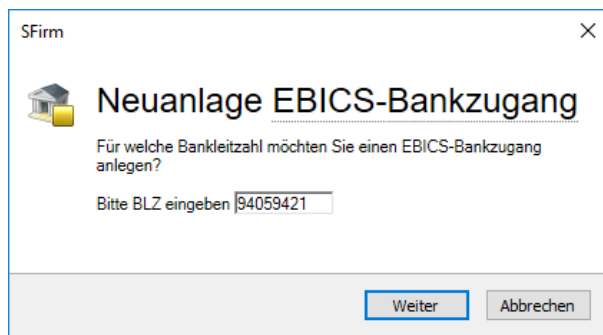 SFirm
Neuanlage EBICS-Bankzugang
Für welche Bankleitzahl möchten Sie einen EBICS-Bankzugang
anlegen?
Bitte BLZ eingeben 94059421
Weiter Abbrechen